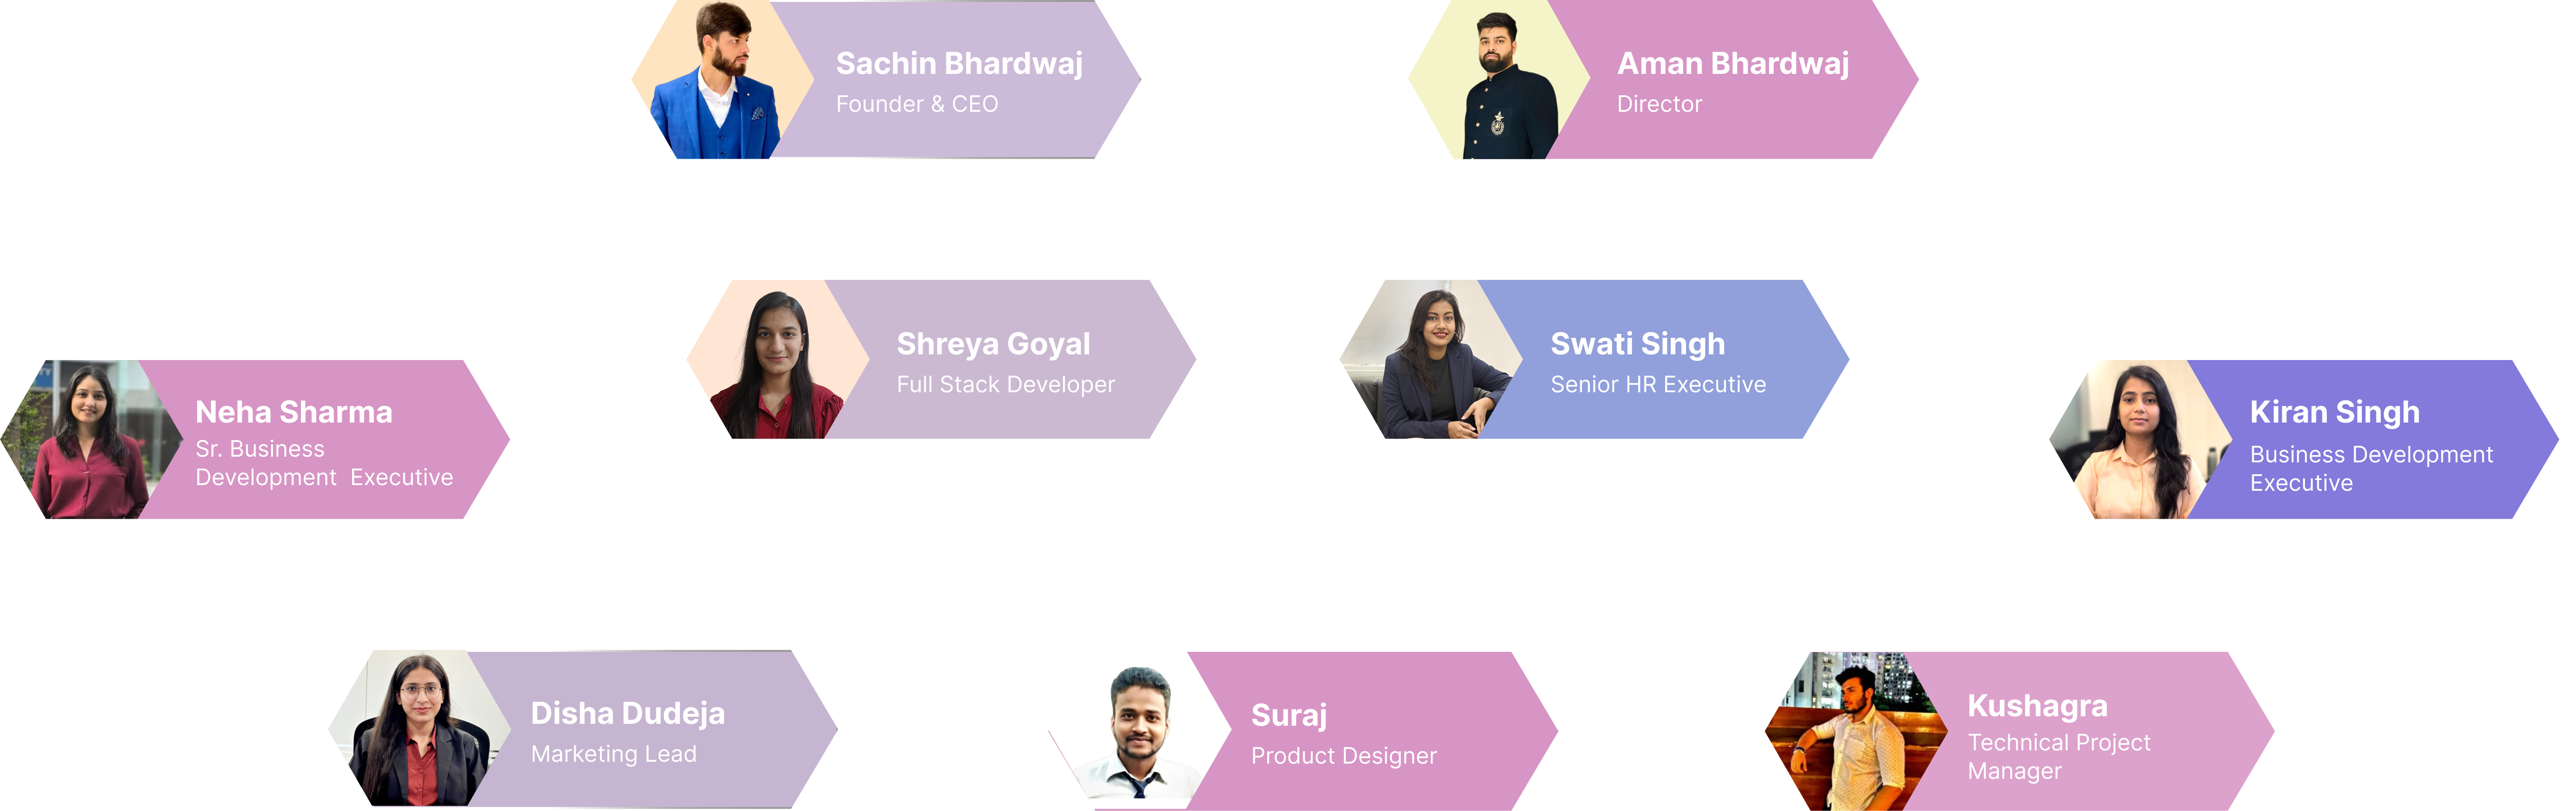 Sachin Bhardwaj
Founder & CEO
Aman Bhardwaj
Director
Shreya Goyal
Full Stack Developer
Swati Singh
Senior HR Executive
Neha Sharma
Sr. Business
Development  Executive
Kiran Singh
Business Development
Executive
Disha Dudeja
Marketing Lead
Suraj
Product Designer
Kushagra
Technical Project
Manager